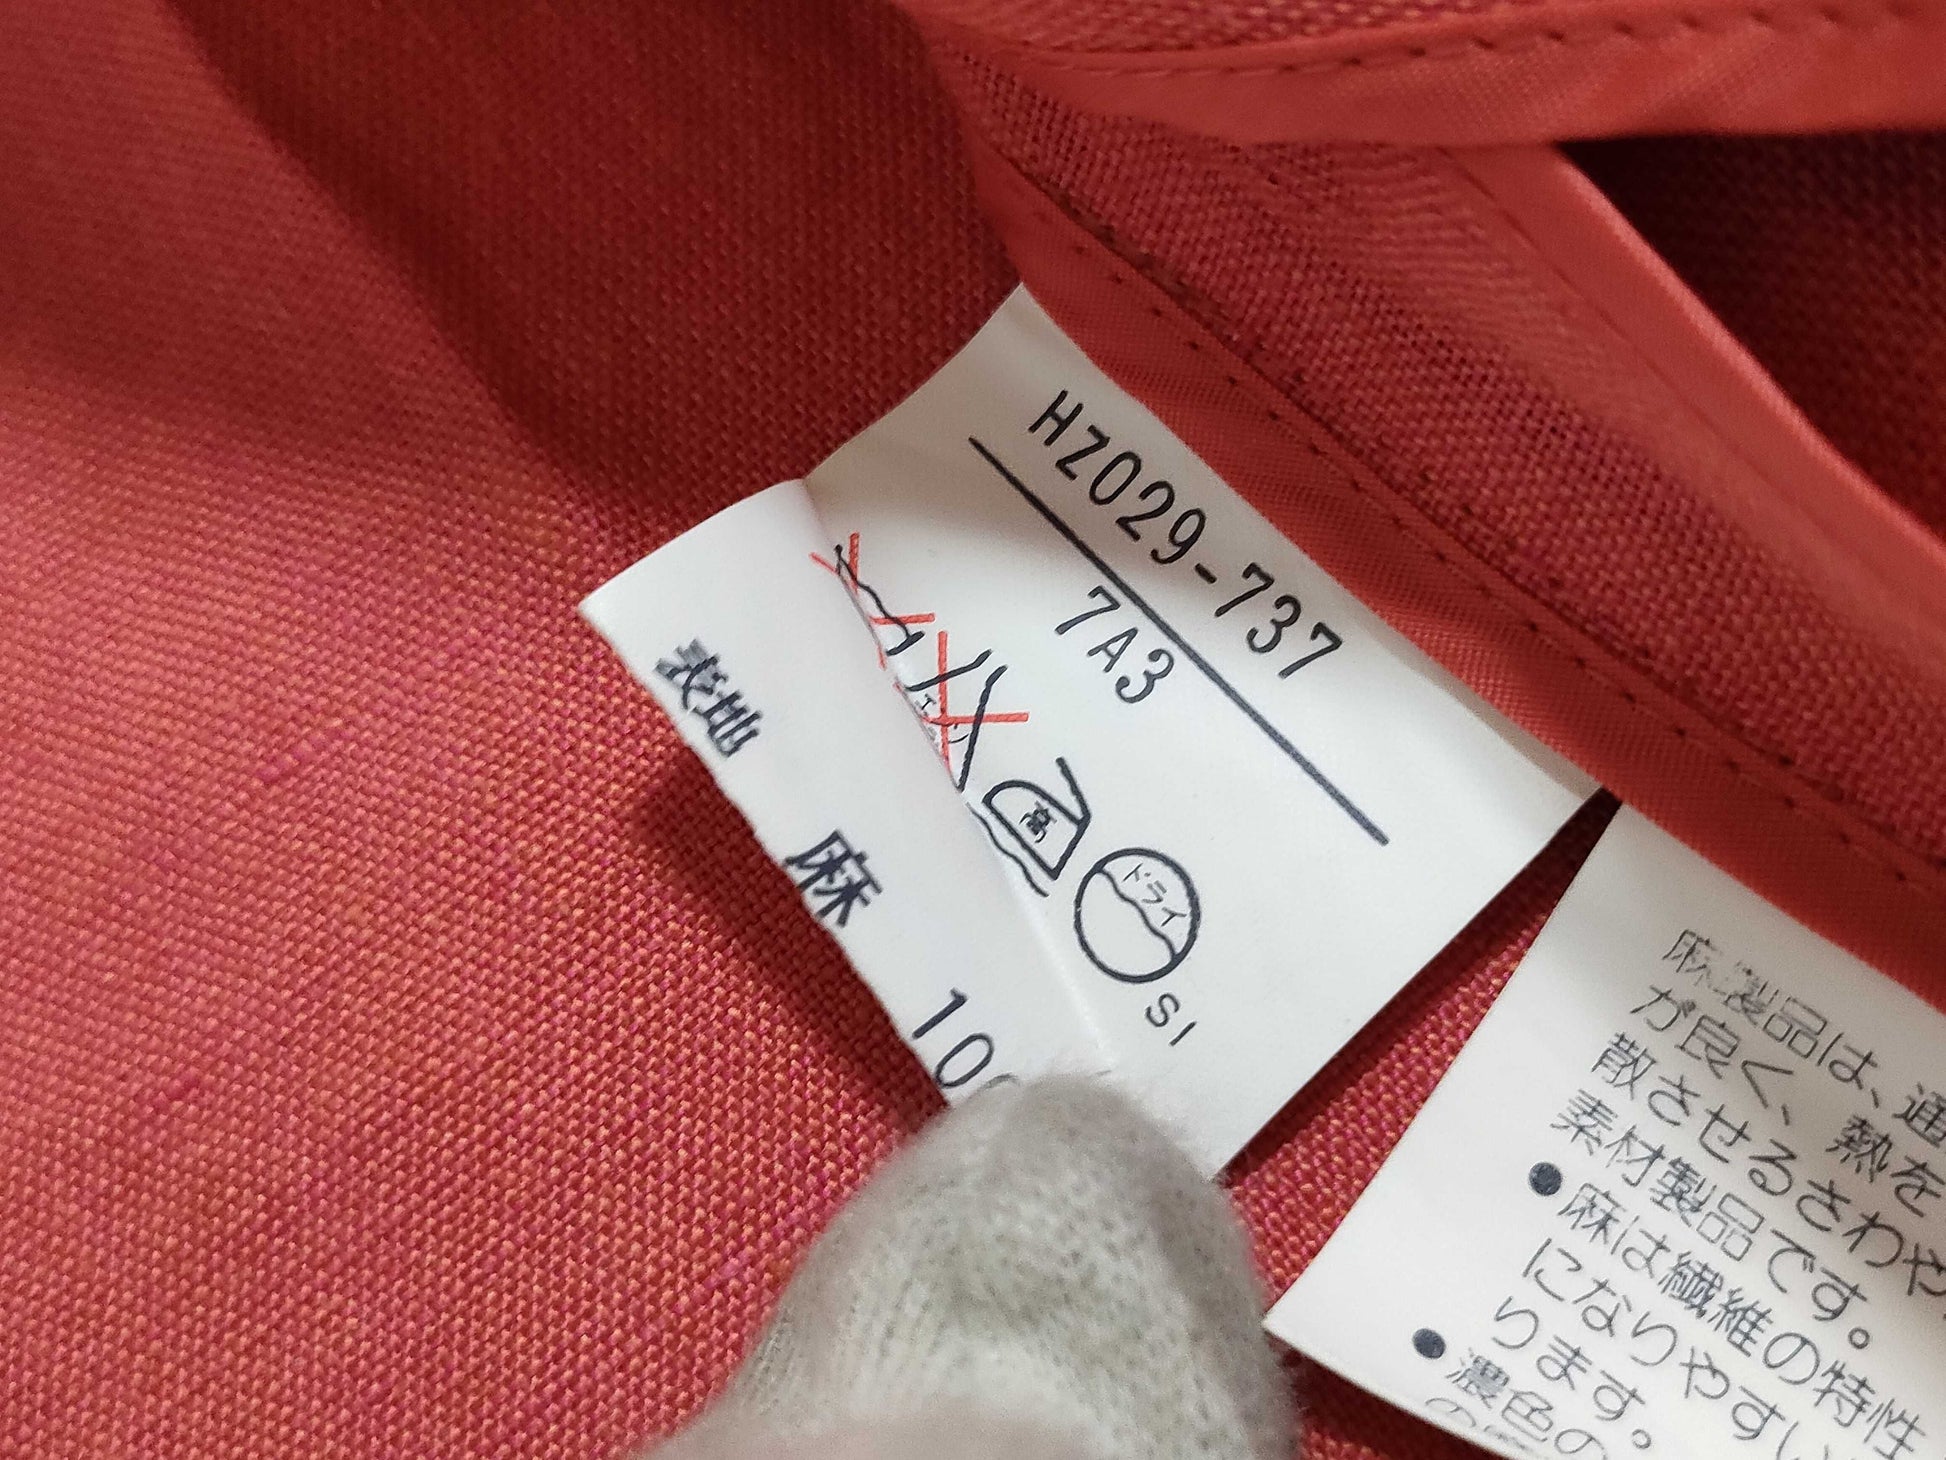 HZ029-737
7A3
高
ドライ
SI
表地 麻 10
麻製品は、通
が良く、熱を
散させるさわや
素材製品です。
●麻は繊維の特性
になりやすい
ります。
●濃色の